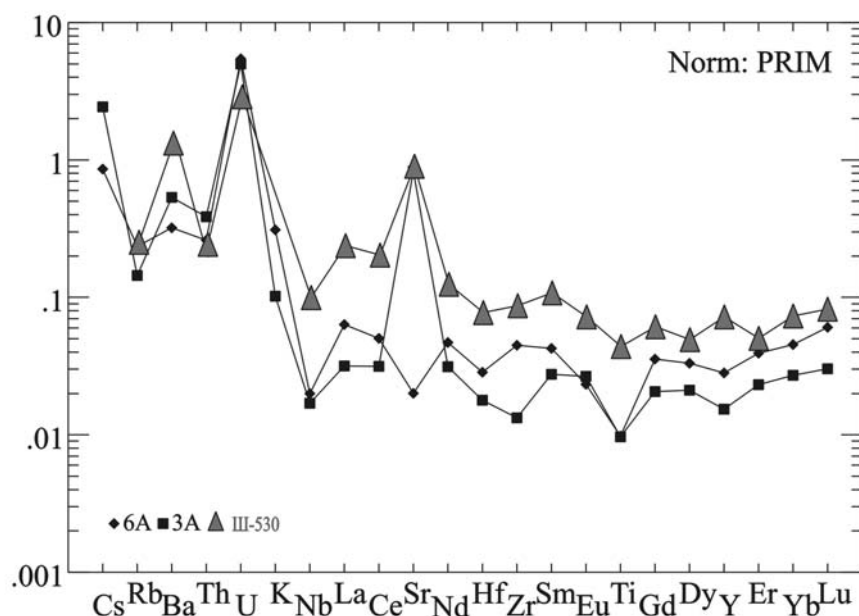 10
Norm: PRIM
1
.1
.01
6A 3A III-530
.001
Cs Rb Ba Th U K Nb La Ce Sr Nd Hf Zr Sm Eu Ti Gd Dy Y Er Yb Lu